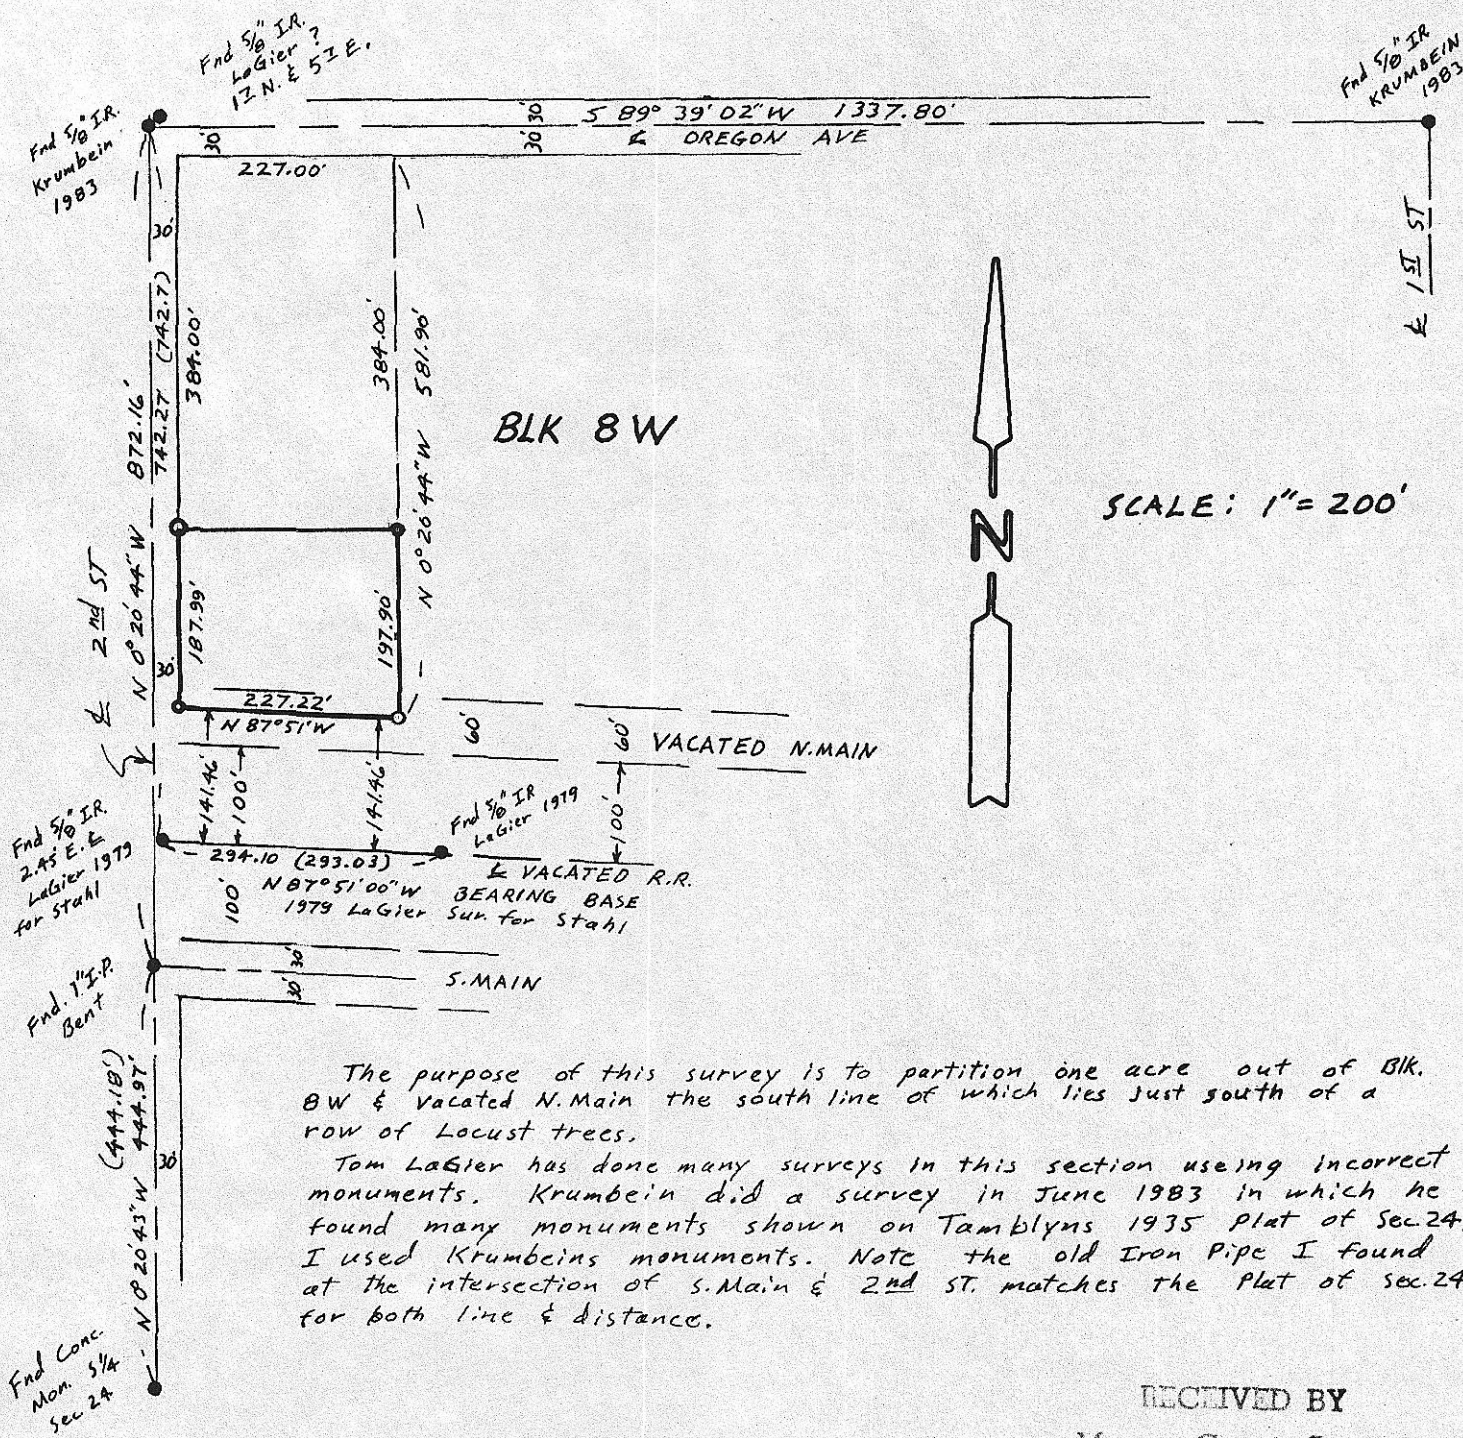 Fnd 5/8" I.R.
LaGier ?
17 N. & 57 E.
Fnd 5/8" I.R.
Krumbein
1983
Fnd 5/8" IR
KRUMBEIN
1983
30' 30'
S 89° 39' 02" W 1337.80'
30' 30'
℄ OREGON AVE
227.00'
℄ 1ST ST
30'
872.16'
742.27 (742.7)
384.00'
384.00'
N 0° 20' 44" W 581.90'
BLK 8 W
N
SCALE: 1" = 200'
℄ 2nd ST
N 0° 20' 44" W
30'
187.99'
197.90'
227.22'
N 87° 51' W
60'
60'
VACATED N. MAIN
141.46'
100'
141.46'
100'
Fnd 5/8" I.R.
2.45' E. ℄
LaGier 1979
for Stahl
Fnd 5/8" IR
LaGier 1979
294.10 (293.03)
N 87° 51' 00" W
1979 LaGier
℄ VACATED R.R.
BEARING BASE
Sur. for Stahl
100'
Fnd. 1" I.P.
Bent
30' 30'
S. MAIN
(444.18')
444.97'
N 0° 20' 43" W
30'
Fnd Conc.
Mon. S 1/4
Sec. 24
The purpose of this survey is to partition one acre out of Blk.
8W & Vacated N. Main the south line of which lies just south of a
row of Locust trees.
Tom LaGier has done many surveys in this section useing incorrect
monuments. Krumbein did a survey in June 1983 in which he
found many monuments shown on Tamblyns 1935 Plat of Sec 24.
I used Krumbeins monuments. Note the old Iron Pipe I found
at the intersection of S. Main & 2nd ST. matches the Plat of Sec. 24
for both line & distance.
RECEIVED BY